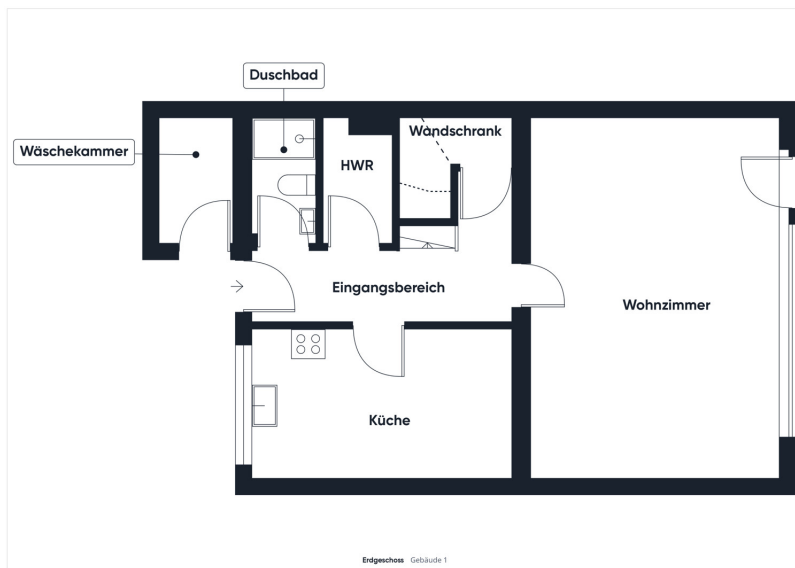 Duschbad
Wandschrank
Wäschekammer
HWR
Eingangsbereich
Wohnzimmer
Küche
Erdgeschoss Gebäude 1